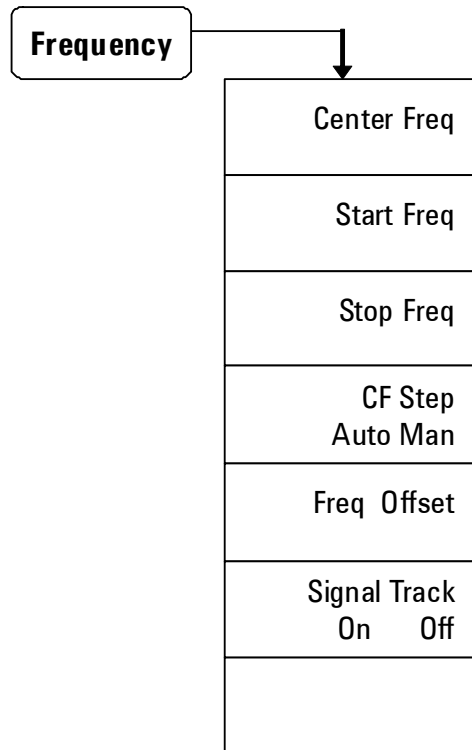 Frequency
Center Freq
Start Freq
Stop Freq
CF Step
Auto Man
Freq Offset
Signal Track
On Off